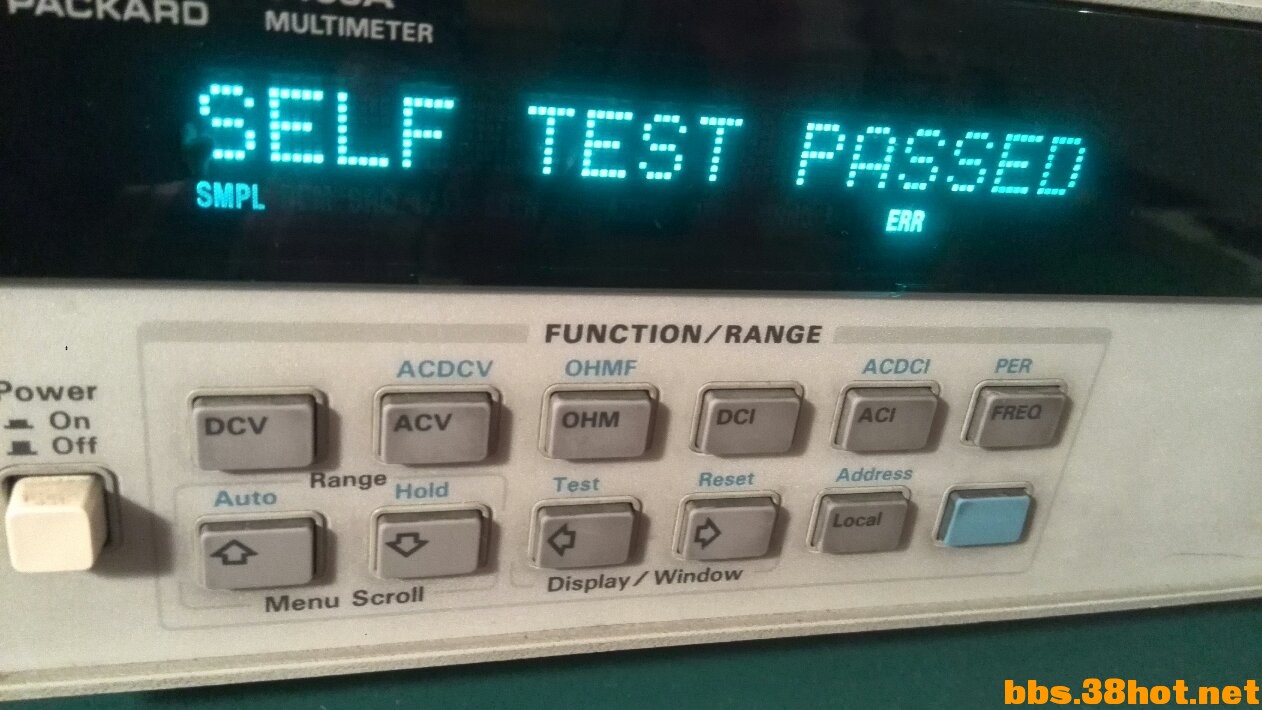 PACKARD
MULTIMETER
SELF TEST PASSED
SMPL
ERR
FUNCTION/RANGE
Power
On
Off
ACDCV OHMF ACDCI PER
DCV ACV OHM DCI ACI FREQ
Range
Auto Hold Test Reset Address
Local
Menu Scroll
Display/Window
bbs.38hot.net